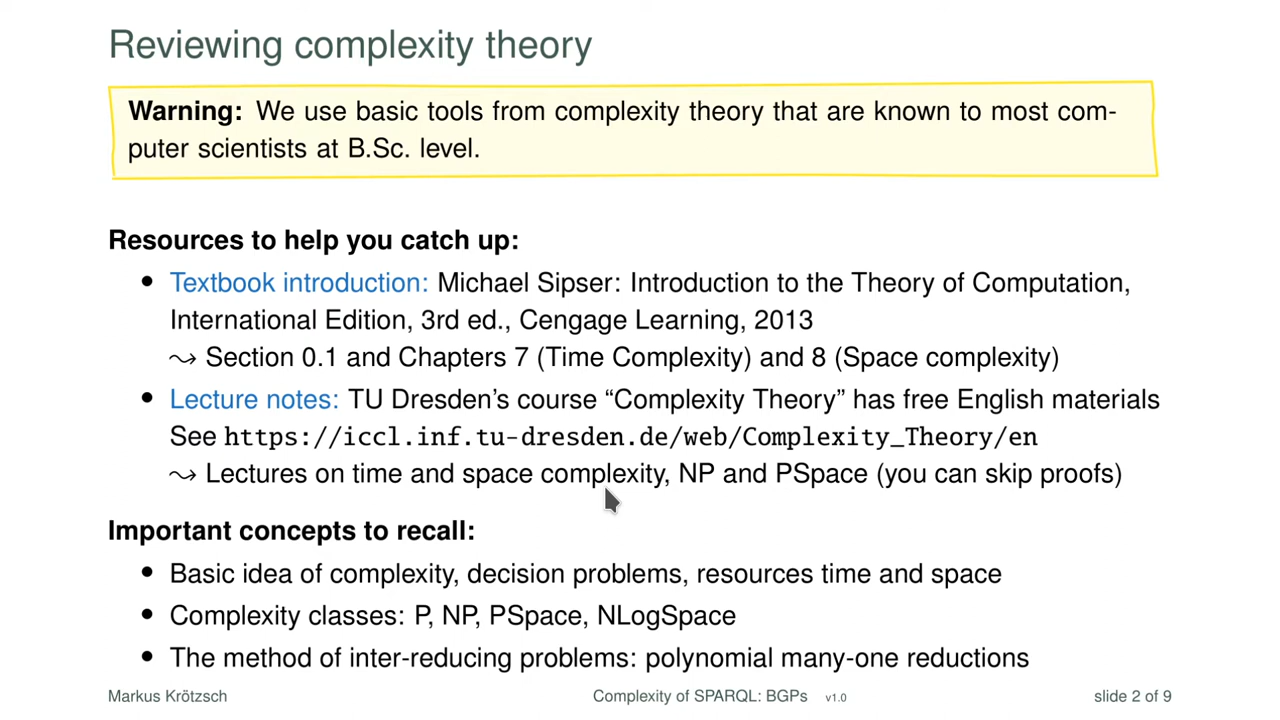 Reviewing complexity theory
Warning: We use basic tools from complexity theory that are known to most com-
puter scientists at B.Sc. level.
Resources to help you catch up:
• Textbook introduction: Michael Sipser: Introduction to the Theory of Computation,
International Edition, 3rd ed., Cengage Learning, 2013
⤳ Section 0.1 and Chapters 7 (Time Complexity) and 8 (Space complexity)
• Lecture notes: TU Dresden's course “Complexity Theory” has free English materials
See https://iccl.inf.tu-dresden.de/web/Complexity_Theory/en
⤳ Lectures on time and space complexity, NP and PSpace (you can skip proofs)
Important concepts to recall:
• Basic idea of complexity, decision problems, resources time and space
• Complexity classes: P, NP, PSpace, NLogSpace
• The method of inter-reducing problems: polynomial many-one reductions
Markus Krötzsch Complexity of SPARQL: BGPs v1.0 slide 2 of 9